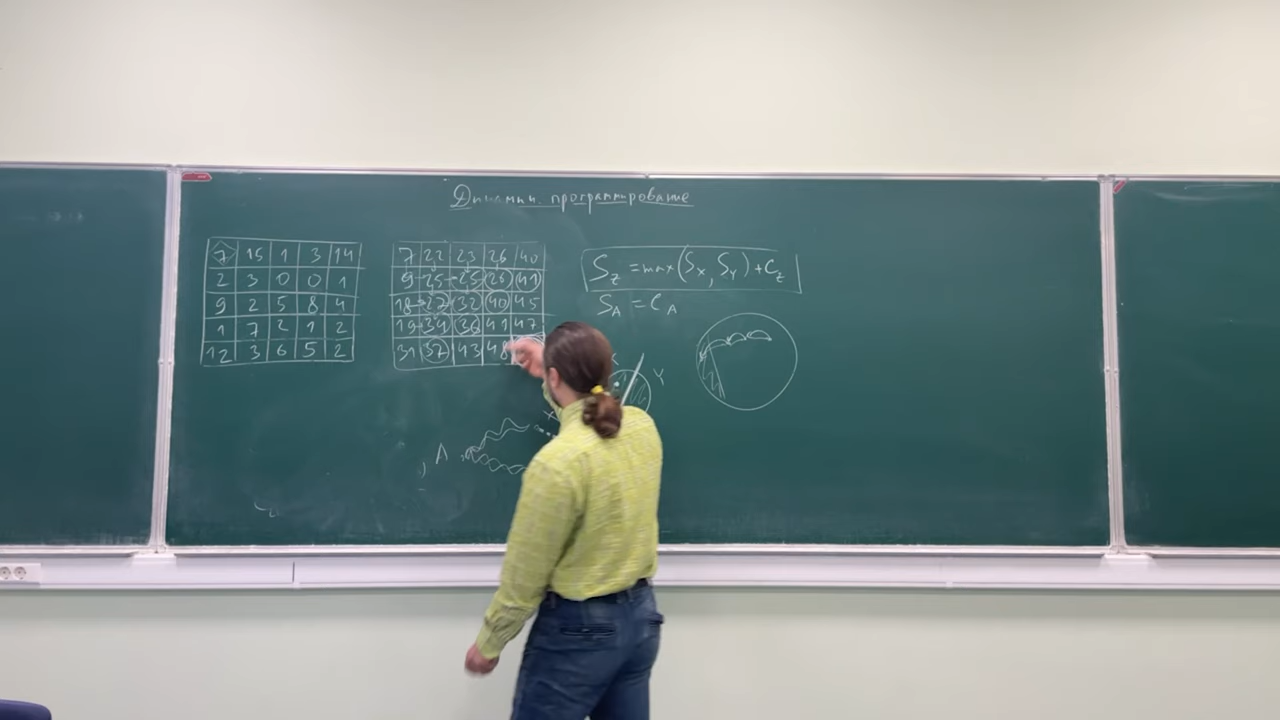 Динамич. программирование
7 15 1 3 14
2 3 0 0 1
9 2 5 8 4
1 7 2 1 2
12 3 6 5 2
7 22 23 26 40
9 25 25 26 41
18 27 32 40 45
19 34 36 41 47
31 37 43 48
S_Z = max(S_X, S_Y) + C_Z
S_A = C_A
Y
A
X